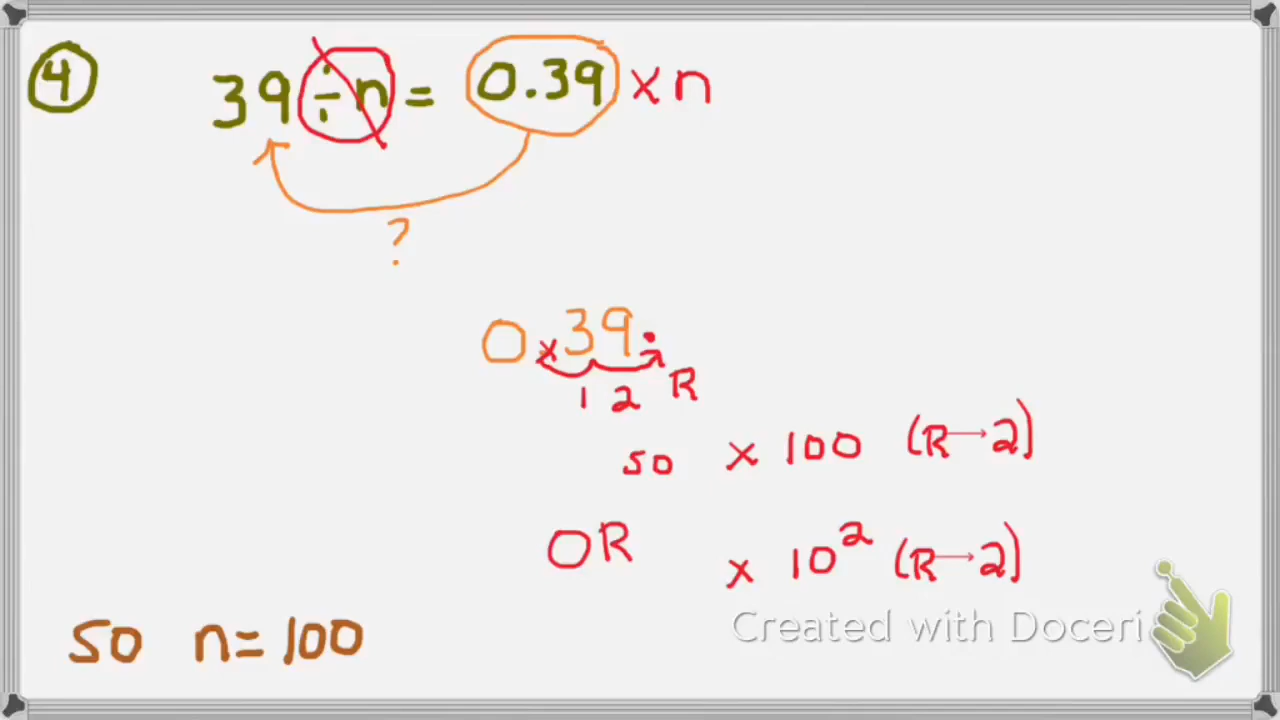 4 39 ÷ n = 0.39 x n
?
0 x 39.
1 2 R
so x 100 (R→2)
OR x 10² (R→2)
so n = 100
Created with Doceri